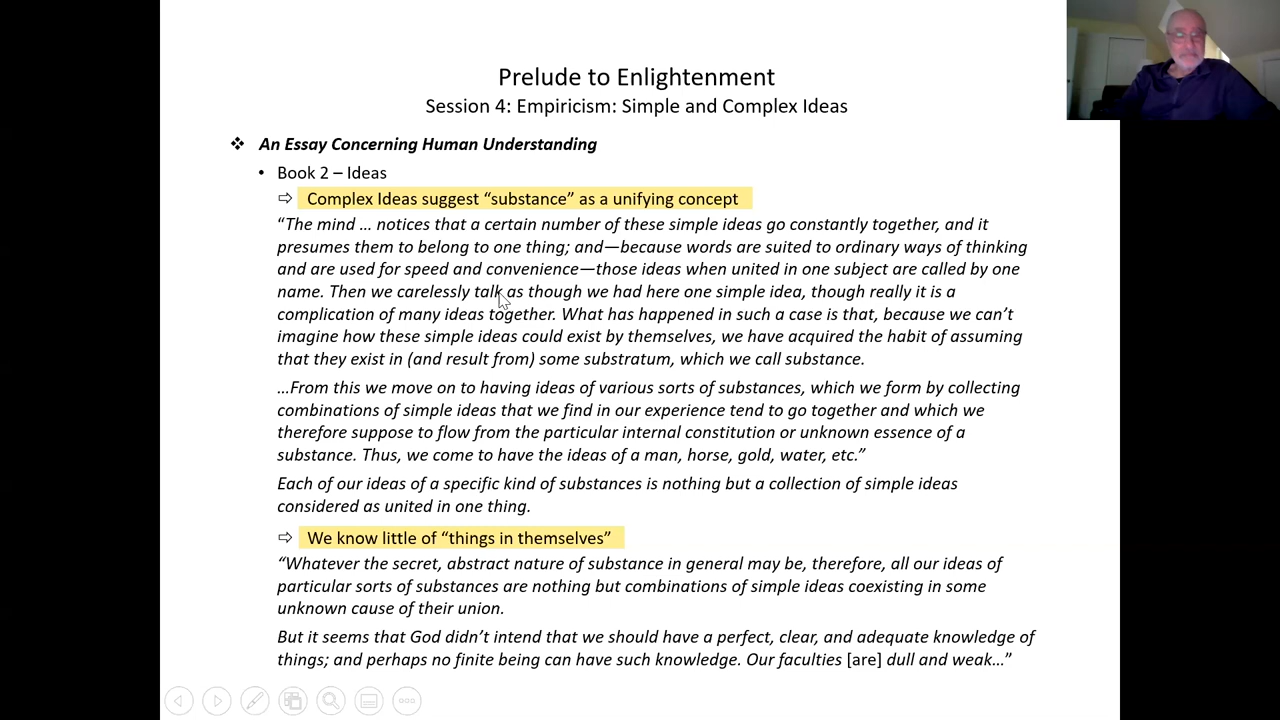 Prelude to Enlightenment
Session 4: Empiricism: Simple and Complex Ideas
❖ An Essay Concerning Human Understanding
• Book 2 – Ideas
⇨ Complex Ideas suggest “substance” as a unifying concept
“The mind … notices that a certain number of these simple ideas go constantly together, and it
presumes them to belong to one thing; and—because words are suited to ordinary ways of thinking
and are used for speed and convenience—those ideas when united in one subject are called by one
name. Then we carelessly talk as though we had here one simple idea, though really it is a
complication of many ideas together. What has happened in such a case is that, because we can’t
imagine how these simple ideas could exist by themselves, we have acquired the habit of assuming
that they exist in (and result from) some substratum, which we call substance.
…From this we move on to having ideas of various sorts of substances, which we form by collecting
combinations of simple ideas that we find in our experience tend to go together and which we
therefore suppose to flow from the particular internal constitution or unknown essence of a
substance. Thus, we come to have the ideas of a man, horse, gold, water, etc.”
Each of our ideas of a specific kind of substances is nothing but a collection of simple ideas
considered as united in one thing.
⇨ We know little of “things in themselves”
“Whatever the secret, abstract nature of substance in general may be, therefore, all our ideas of
particular sorts of substances are nothing but combinations of simple ideas coexisting in some
unknown cause of their union.
But it seems that God didn’t intend that we should have a perfect, clear, and adequate knowledge of
things; and perhaps no finite being can have such knowledge. Our faculties [are] dull and weak…”